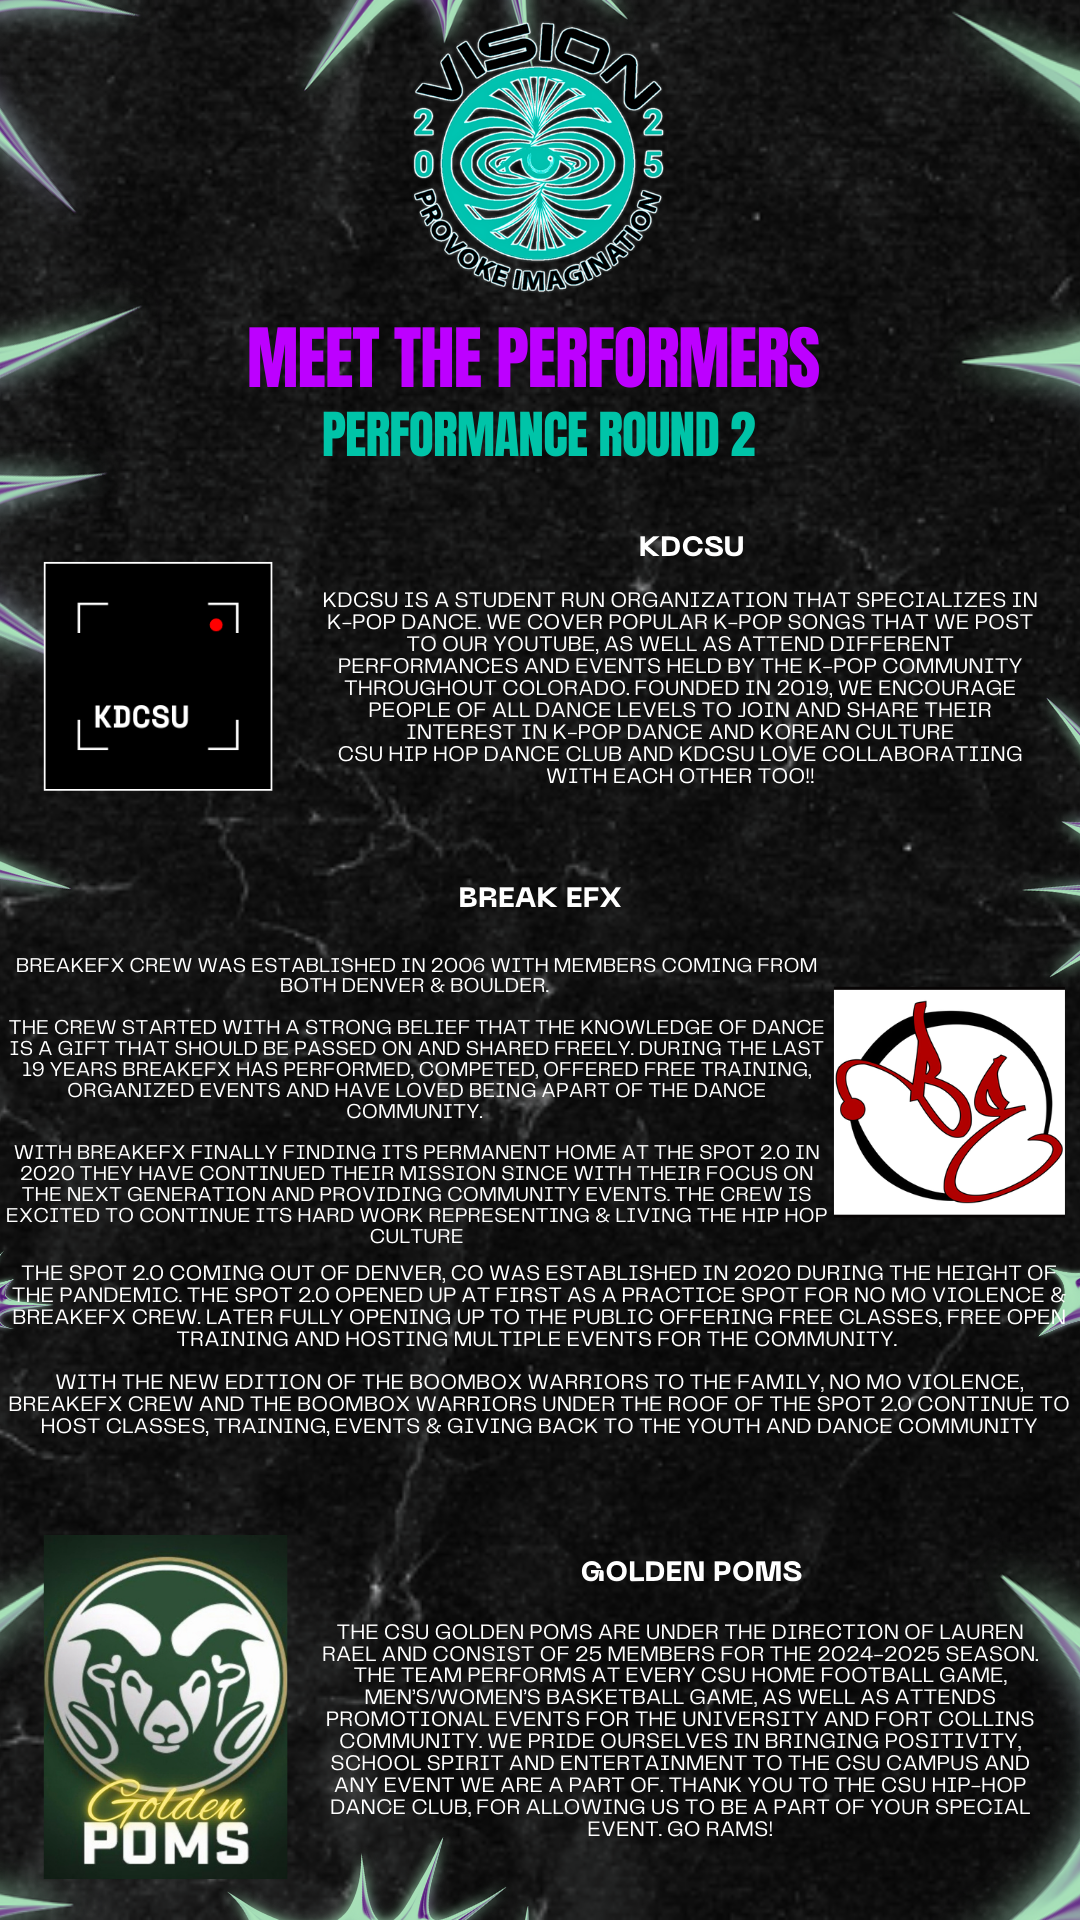 VISION
20
25
PROVOKE IMAGINATION
MEET THE PERFORMERS
PERFORMANCE ROUND 2
KDCSU
KDCSU
KDCSU IS A STUDENT RUN ORGANIZATION THAT SPECIALIZES IN
K-POP DANCE. WE COVER POPULAR K-POP SONGS THAT WE POST
TO OUR YOUTUBE, AS WELL AS ATTEND DIFFERENT
PERFORMANCES AND EVENTS HELD BY THE K-POP COMMUNITY
THROUGHOUT COLORADO. FOUNDED IN 2019, WE ENCOURAGE
PEOPLE OF ALL DANCE LEVELS TO JOIN AND SHARE THEIR
INTEREST IN K-POP DANCE AND KOREAN CULTURE
CSU HIP HOP DANCE CLUB AND KDCSU LOVE COLLABORATIING
WITH EACH OTHER TOO!!
BREAK EFX
BREAKEFX CREW WAS ESTABLISHED IN 2006 WITH MEMBERS COMING FROM
BOTH DENVER & BOULDER.
THE CREW STARTED WITH A STRONG BELIEF THAT THE KNOWLEDGE OF DANCE
IS A GIFT THAT SHOULD BE PASSED ON AND SHARED FREELY. DURING THE LAST
19 YEARS BREAKEFX HAS PERFORMED, COMPETED, OFFERED FREE TRAINING,
ORGANIZED EVENTS AND HAVE LOVED BEING APART OF THE DANCE
COMMUNITY.
WITH BREAKEFX FINALLY FINDING ITS PERMANENT HOME AT THE SPOT 2.0 IN
2020 THEY HAVE CONTINUED THEIR MISSION SINCE WITH THEIR FOCUS ON
THE NEXT GENERATION AND PROVIDING COMMUNITY EVENTS. THE CREW IS
EXCITED TO CONTINUE ITS HARD WORK REPRESENTING & LIVING THE HIP HOP
CULTURE
THE SPOT 2.0 COMING OUT OF DENVER, CO WAS ESTABLISHED IN 2020 DURING THE HEIGHT OF
THE PANDEMIC. THE SPOT 2.0 OPENED UP AT FIRST AS A PRACTICE SPOT FOR NO MO VIOLENCE &
BREAKEFX CREW. LATER FULLY OPENING UP TO THE PUBLIC OFFERING FREE CLASSES, FREE OPEN
TRAINING AND HOSTING MULTIPLE EVENTS FOR THE COMMUNITY.
WITH THE NEW EDITION OF THE BOOMBOX WARRIORS TO THE FAMILY, NO MO VIOLENCE,
BREAKEFX CREW AND THE BOOMBOX WARRIORS UNDER THE ROOF OF THE SPOT 2.0 CONTINUE TO
HOST CLASSES, TRAINING, EVENTS & GIVING BACK TO THE YOUTH AND DANCE COMMUNITY
Golden
POMS
GOLDEN POMS
THE CSU GOLDEN POMS ARE UNDER THE DIRECTION OF LAUREN
RAEL AND CONSIST OF 25 MEMBERS FOR THE 2024-2025 SEASON.
THE TEAM PERFORMS AT EVERY CSU HOME FOOTBALL GAME,
MEN'S/WOMEN'S BASKETBALL GAME, AS WELL AS ATTENDS
PROMOTIONAL EVENTS FOR THE UNIVERSITY AND FORT COLLINS
COMMUNITY. WE PRIDE OURSELVES IN BRINGING POSITIVITY,
SCHOOL SPIRIT AND ENTERTAINMENT TO THE CSU CAMPUS AND
ANY EVENT WE ARE A PART OF. THANK YOU TO THE CSU HIP-HOP
DANCE CLUB, FOR ALLOWING US TO BE A PART OF YOUR SPECIAL
EVENT. GO RAMS!